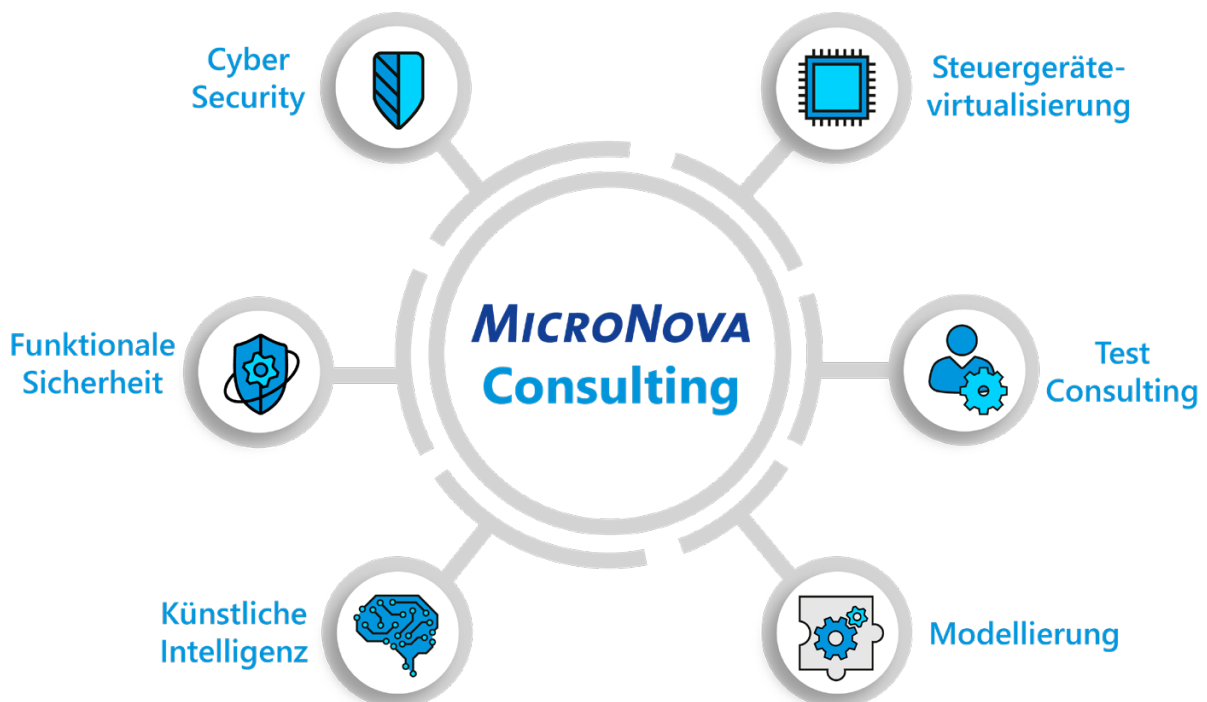 Cyber
Security
Steuergeräte-
virtualisierung
Funktionale
Sicherheit
MICRONOVA
Consulting
Test
Consulting
Künstliche
Intelligenz
Modellierung